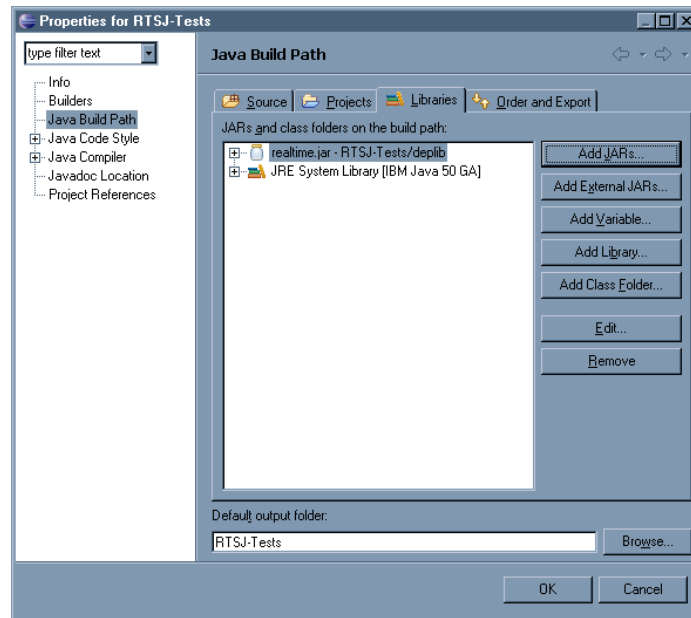 Properties for RTSJ-Tests
type filter text
Info
Builders
Java Build Path
Java Code Style
Java Compiler
Javadoc Location
Project References
Java Build Path
Source
Projects
Libraries
Order and Export
JARs and class folders on the build path:
realtime.jar - RTSJ-Tests/deplib
JRE System Library [IBM Java 50 GA]
Add JARs...
Add External JARs...
Add Variable...
Add Library...
Add Class Folder...
Edit...
Remove
Default output folder:
RTSJ-Tests
Browse...
OK
Cancel